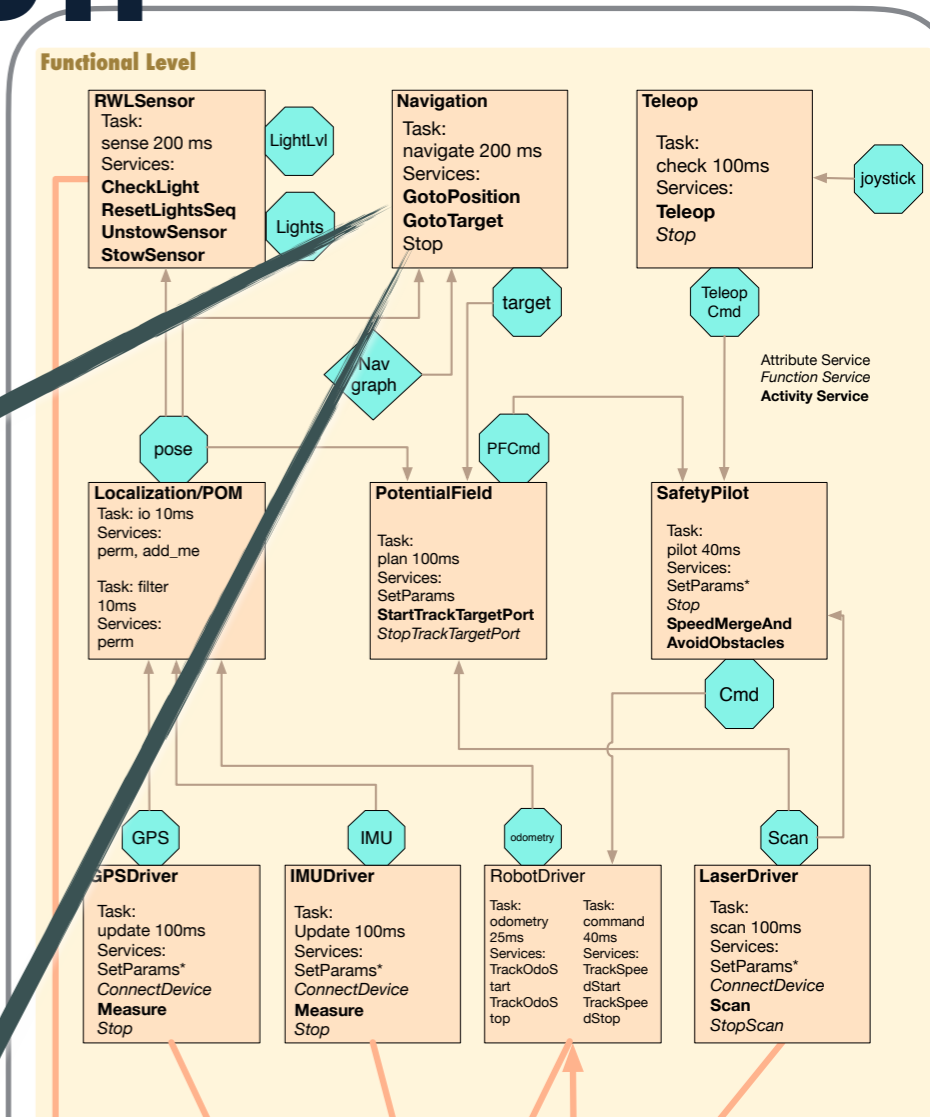 Functional Level
RWLSensor
Task:
sense 200 ms
Services:
CheckLight
ResetLightsSeq
UnstowSensor
StowSensor
LightLvl
Lights
Navigation
Task:
navigate 200 ms
Services:
GotoPosition
GotoTarget
Stop
Teleop
Task:
check 100ms
Services:
Teleop
Stop
joystick
target
Teleop
Cmd
Nav
graph
Attribute Service
Function Service
Activity Service
pose
PFCmd
Localization/POM
Task: io 10ms
Services:
perm, add_me
Task: filter
10ms
Services:
perm
PotentialField
Task:
plan 100ms
Services:
SetParams
StartTrackTargetPort
StopTrackTargetPort
SafetyPilot
Task:
pilot 40ms
Services:
SetParams*
Stop
SpeedMergeAnd
AvoidObstacles
Cmd
GPS
IMU
odometry
Scan
GPSDriver
Task:
update 100ms
Services:
SetParams*
ConnectDevice
Measure
Stop
IMUDriver
Task:
Update 100ms
Services:
SetParams*
ConnectDevice
Measure
Stop
RobotDriver
Task:
odometry
25ms
Services:
TrackOdoS
tart
TrackOdoS
top
Task:
command
40ms
Services:
TrackSpee
dStart
TrackSpee
dStop
LaserDriver
Task:
scan 100ms
Services:
SetParams*
ConnectDevice
Scan
StopScan